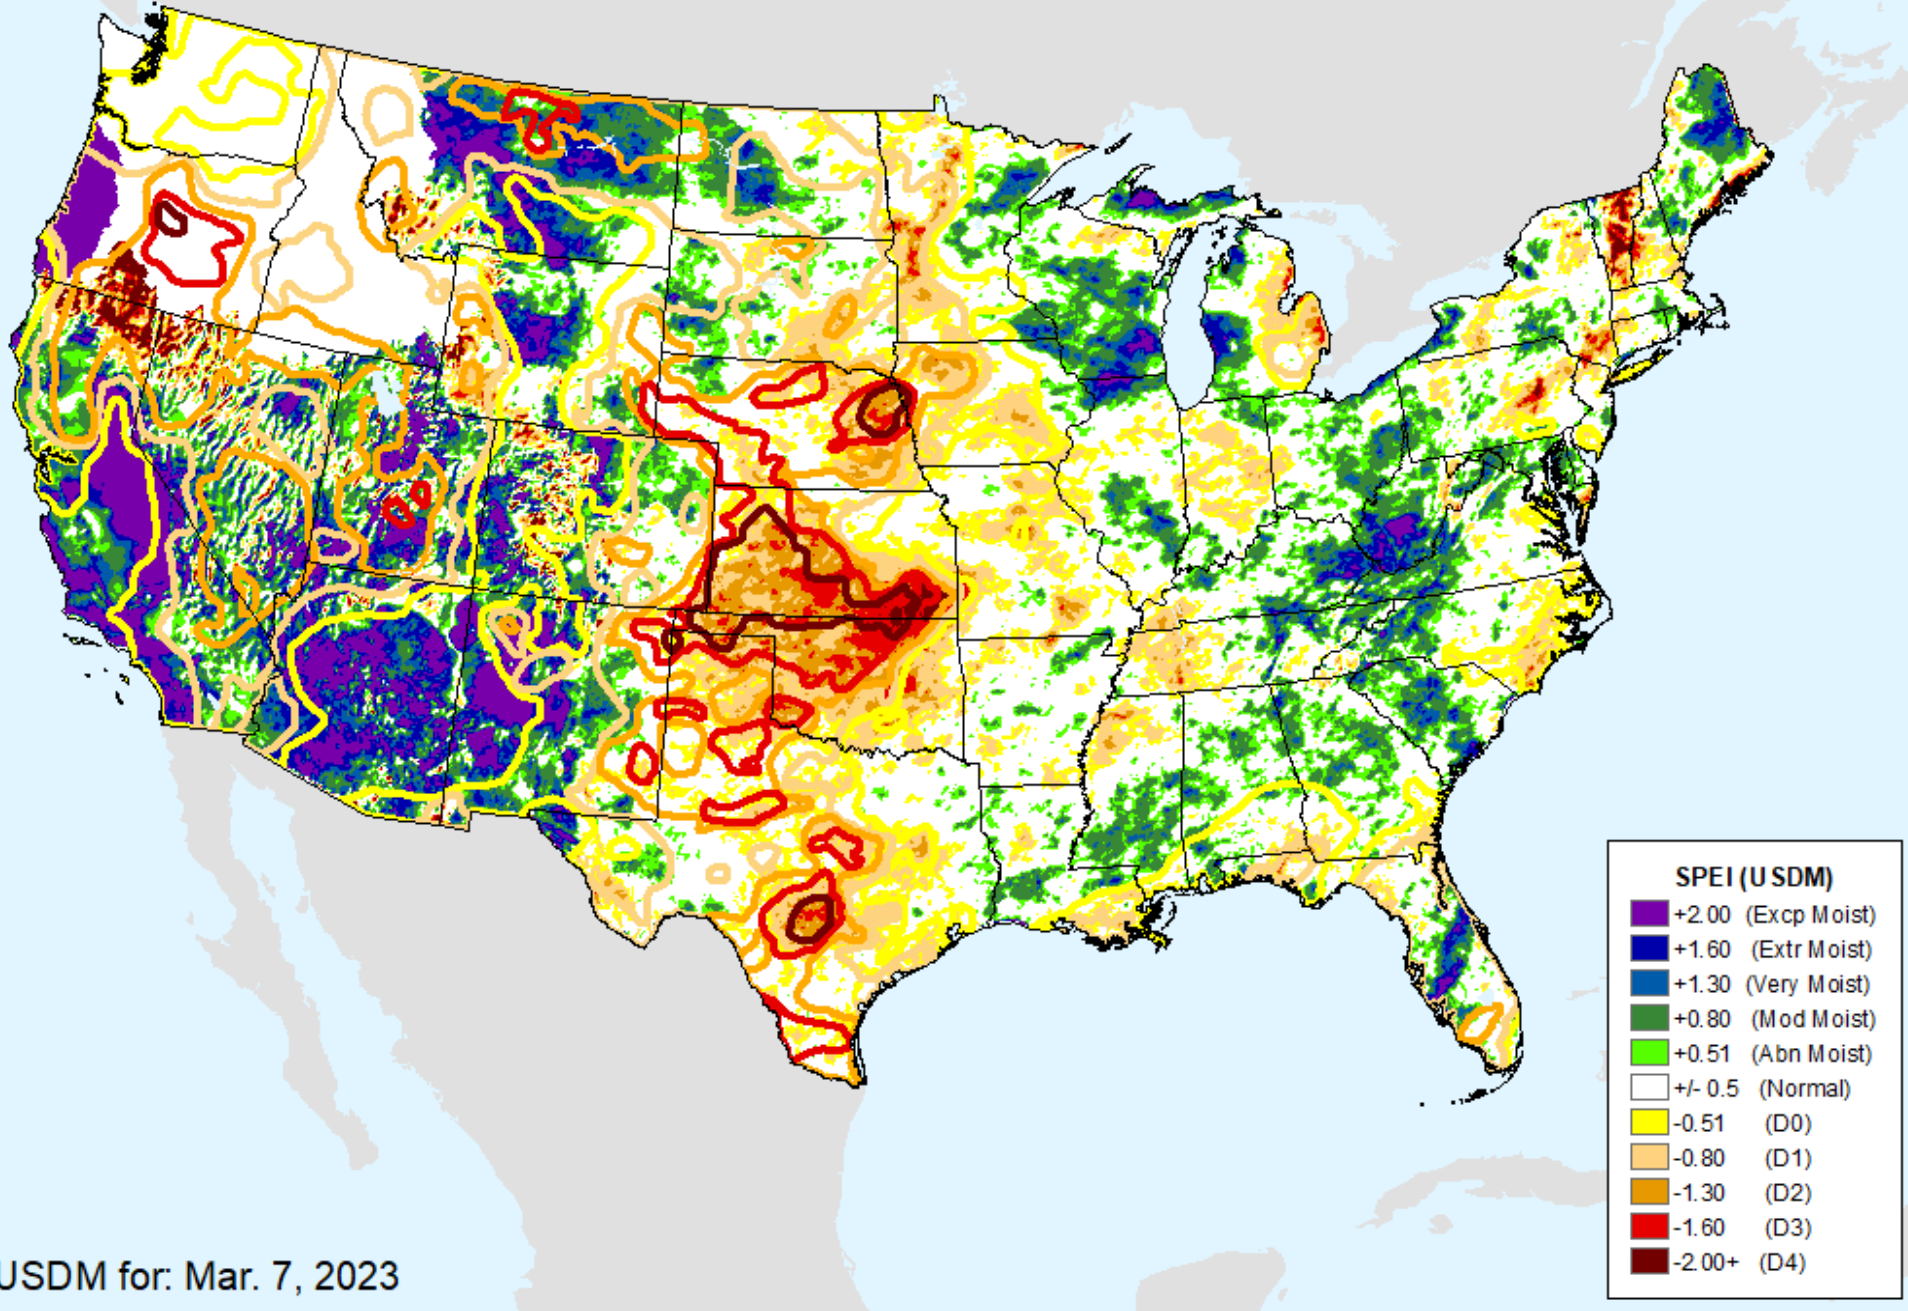 SPEI (USDM)
+2.00 (Excp Moist)
+1.60 (Extr Moist)
+1.30 (Very Moist)
+0.80 (Mod Moist)
+0.51 (Abn Moist)
+/- 0.5 (Normal)
-0.51 (D0)
-0.80 (D1)
-1.30 (D2)
-1.60 (D3)
-2.00+ (D4)
USDM for: Mar. 7, 2023